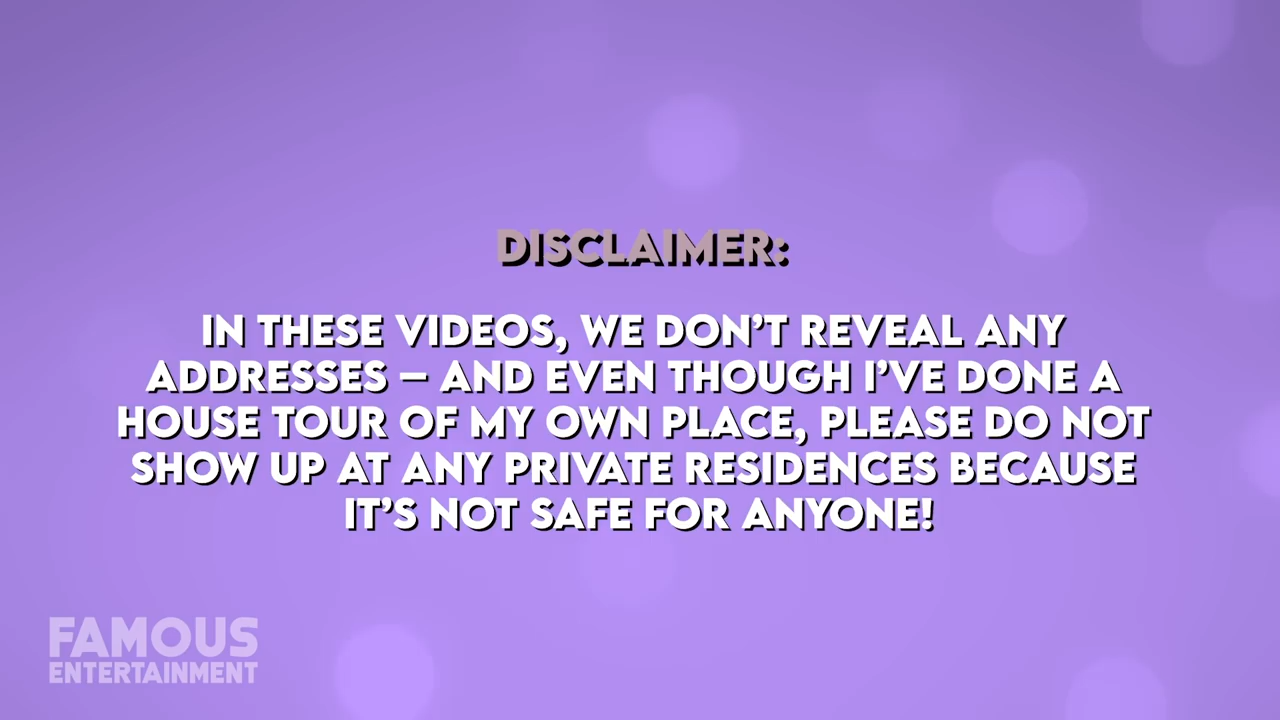 DISCLAIMER:
IN THESE VIDEOS, WE DON’T REVEAL ANY
ADDRESSES – AND EVEN THOUGH I’VE DONE A
HOUSE TOUR OF MY OWN PLACE, PLEASE DO NOT
SHOW UP AT ANY PRIVATE RESIDENCES BECAUSE
IT’S NOT SAFE FOR ANYONE!
FAMOUS
ENTERTAINMENT